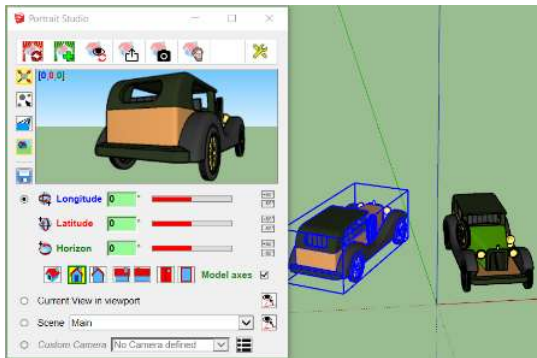 Portrait Studio
[0,0,0]
Longitude 0 °
Latitude 0 °
Horizon 0 °
Model axes
Current View in viewport
Scene Main
Custom Camera No Camera defined